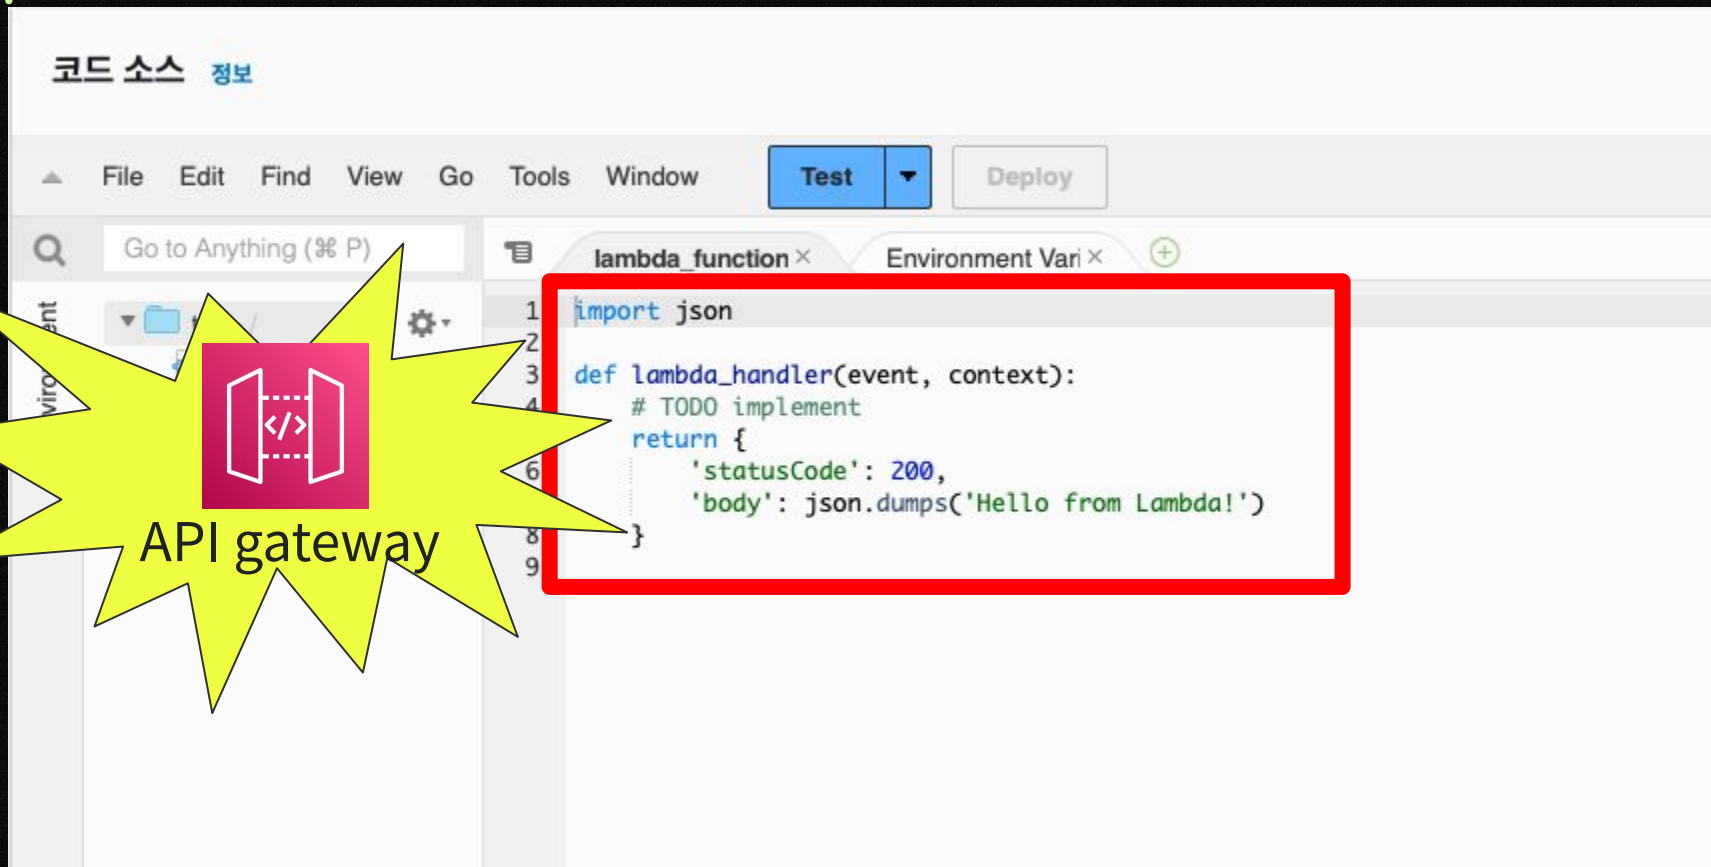 코드 소스 정보
File Edit Find View Go Tools Window Test Deploy
Go to Anything (⌘ P)
lambda_function × Environment Vari ×
1 import json
2
3 def lambda_handler(event, context):
4 # TODO implement
return {
6 'statusCode': 200,
'body': json.dumps('Hello from Lambda!')
8 }
9
</>
API gateway